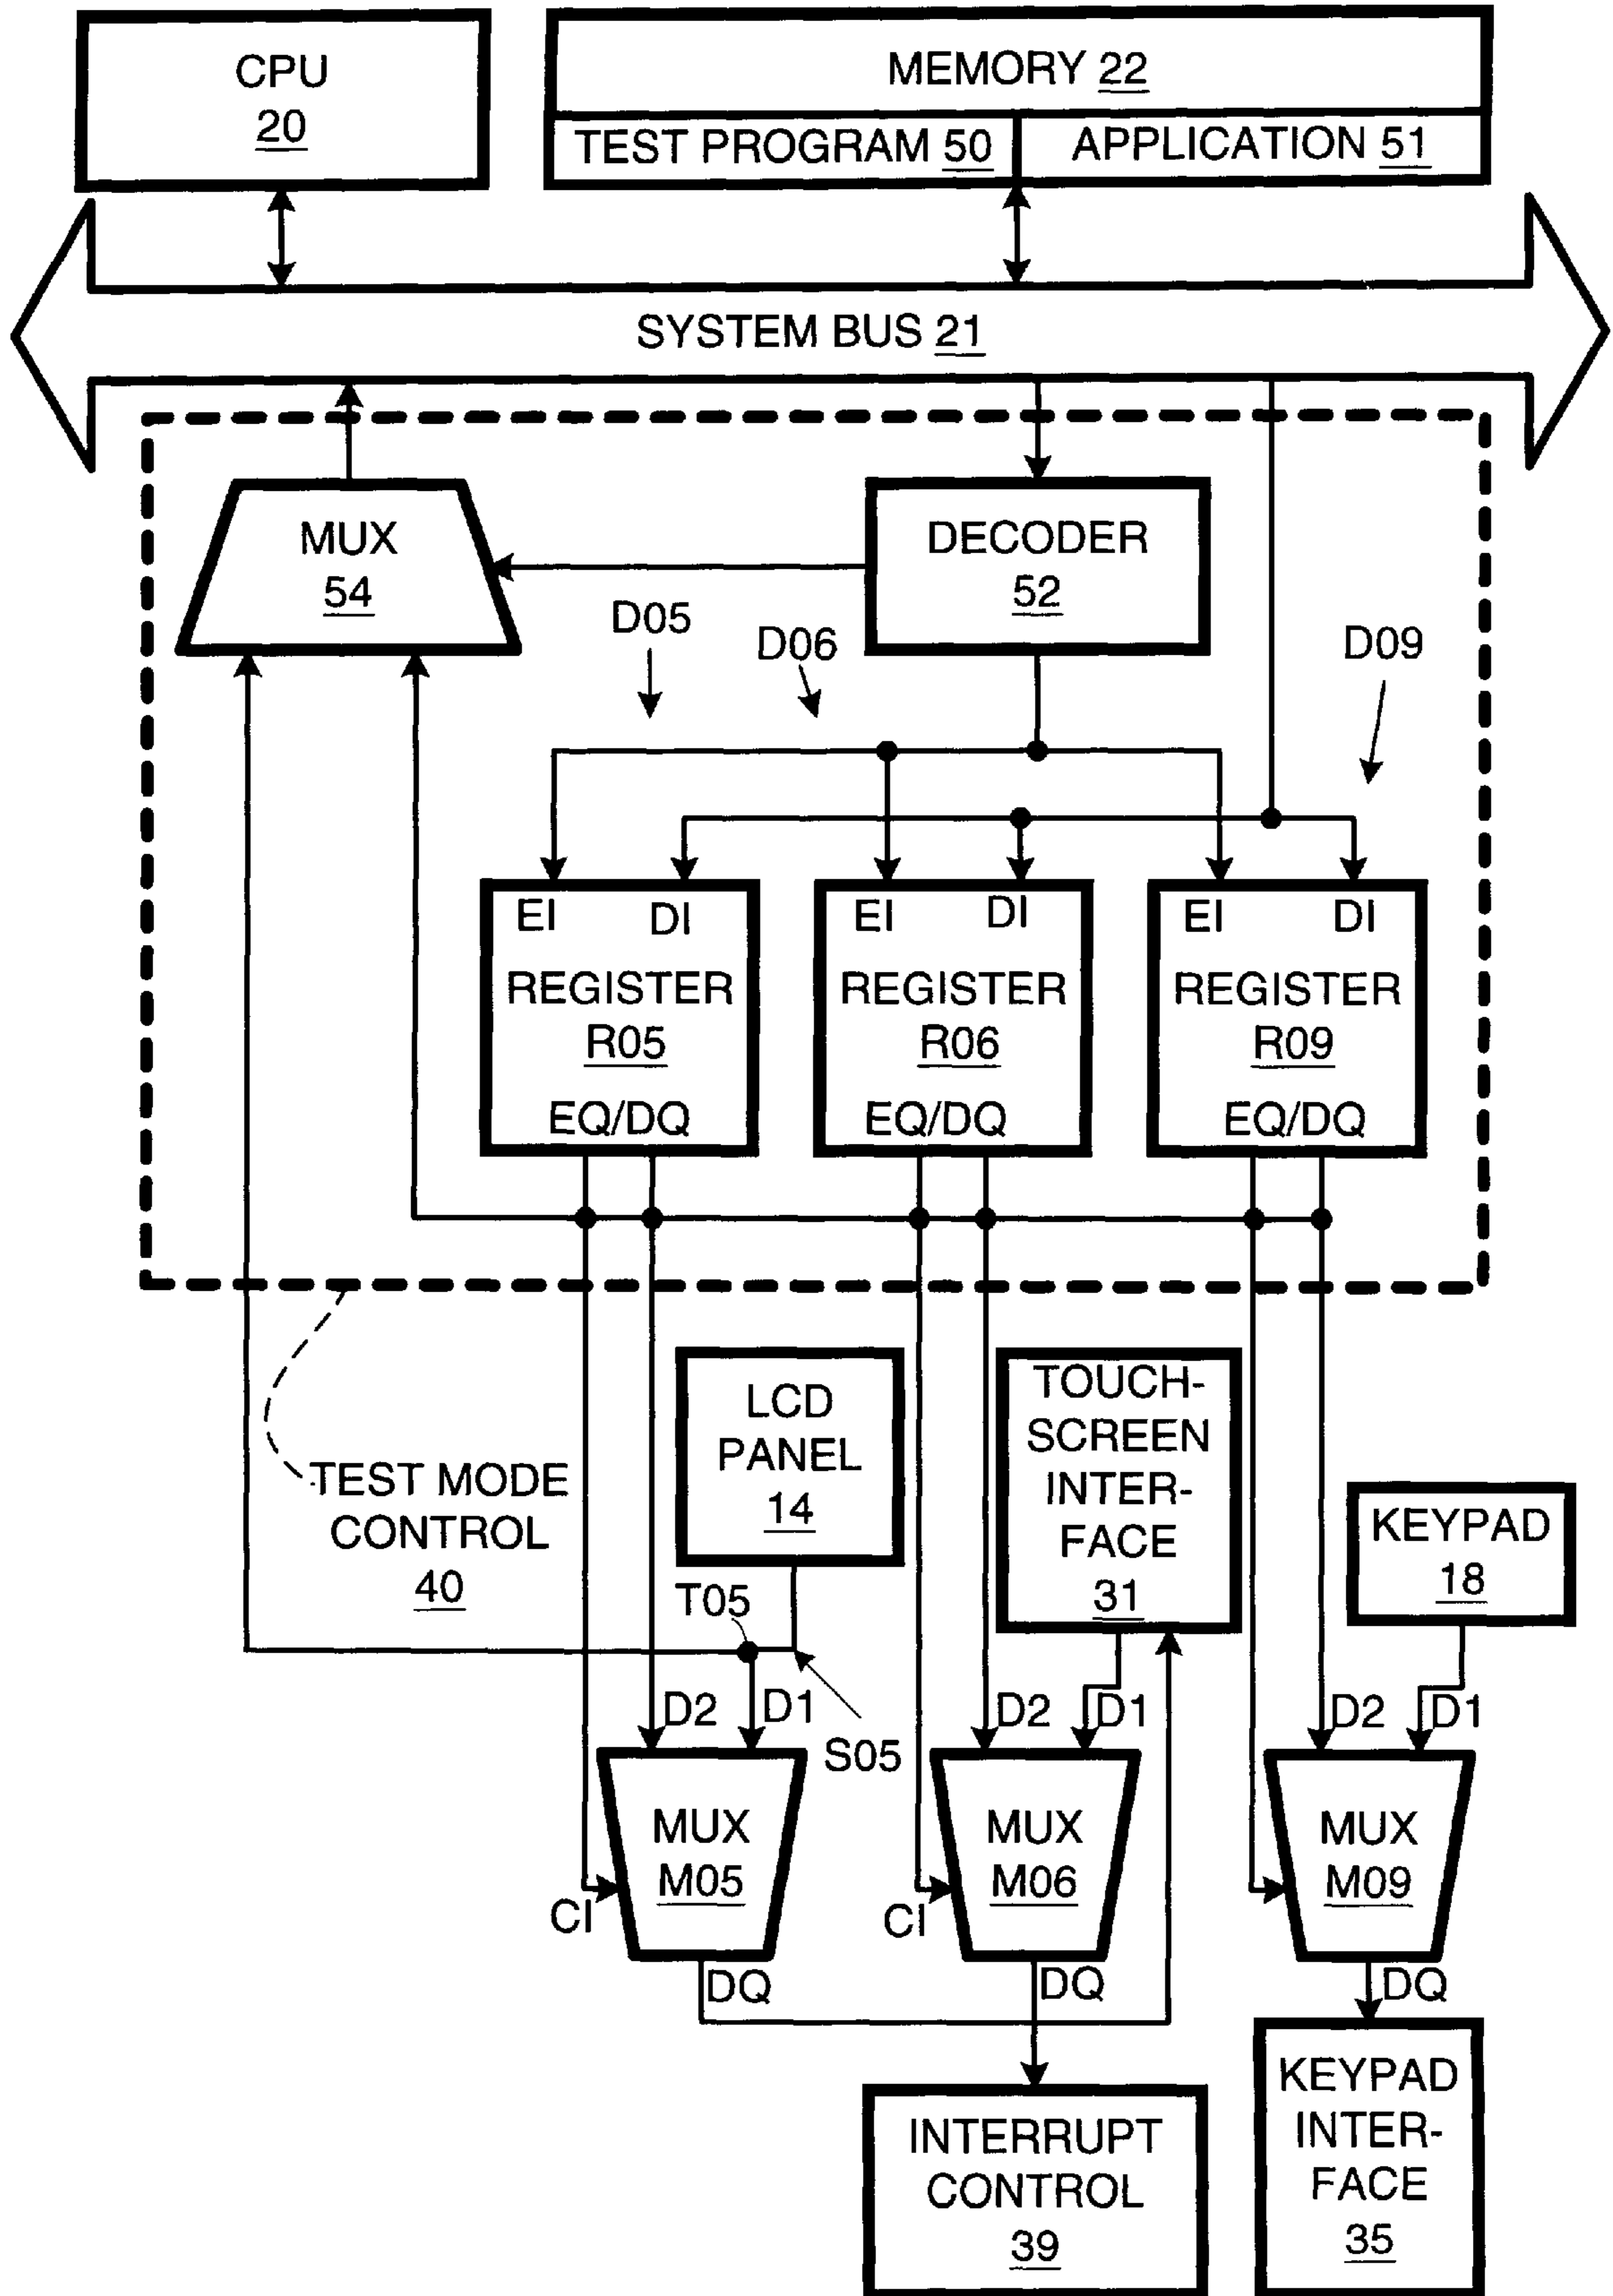 CPU
20
MEMORY 22
TEST PROGRAM 50
APPLICATION 51
SYSTEM BUS 21
MUX
54
DECODER
52
D05
D06
D09
EI
DI
EI
DI
EI
DI
REGISTER
R05
REGISTER
R06
REGISTER
R09
EQ/DQ
EQ/DQ
EQ/DQ
TEST MODE
CONTROL
40
LCD
PANEL
14
TOUCH-
SCREEN
INTER-
FACE
31
KEYPAD
18
T05
S05
D2
D1
D2
D1
D2
D1
MUX
M05
MUX
M06
MUX
M09
CI
CI
DQ
DQ
DQ
INTERRUPT
CONTROL
39
KEYPAD
INTER-
FACE
35